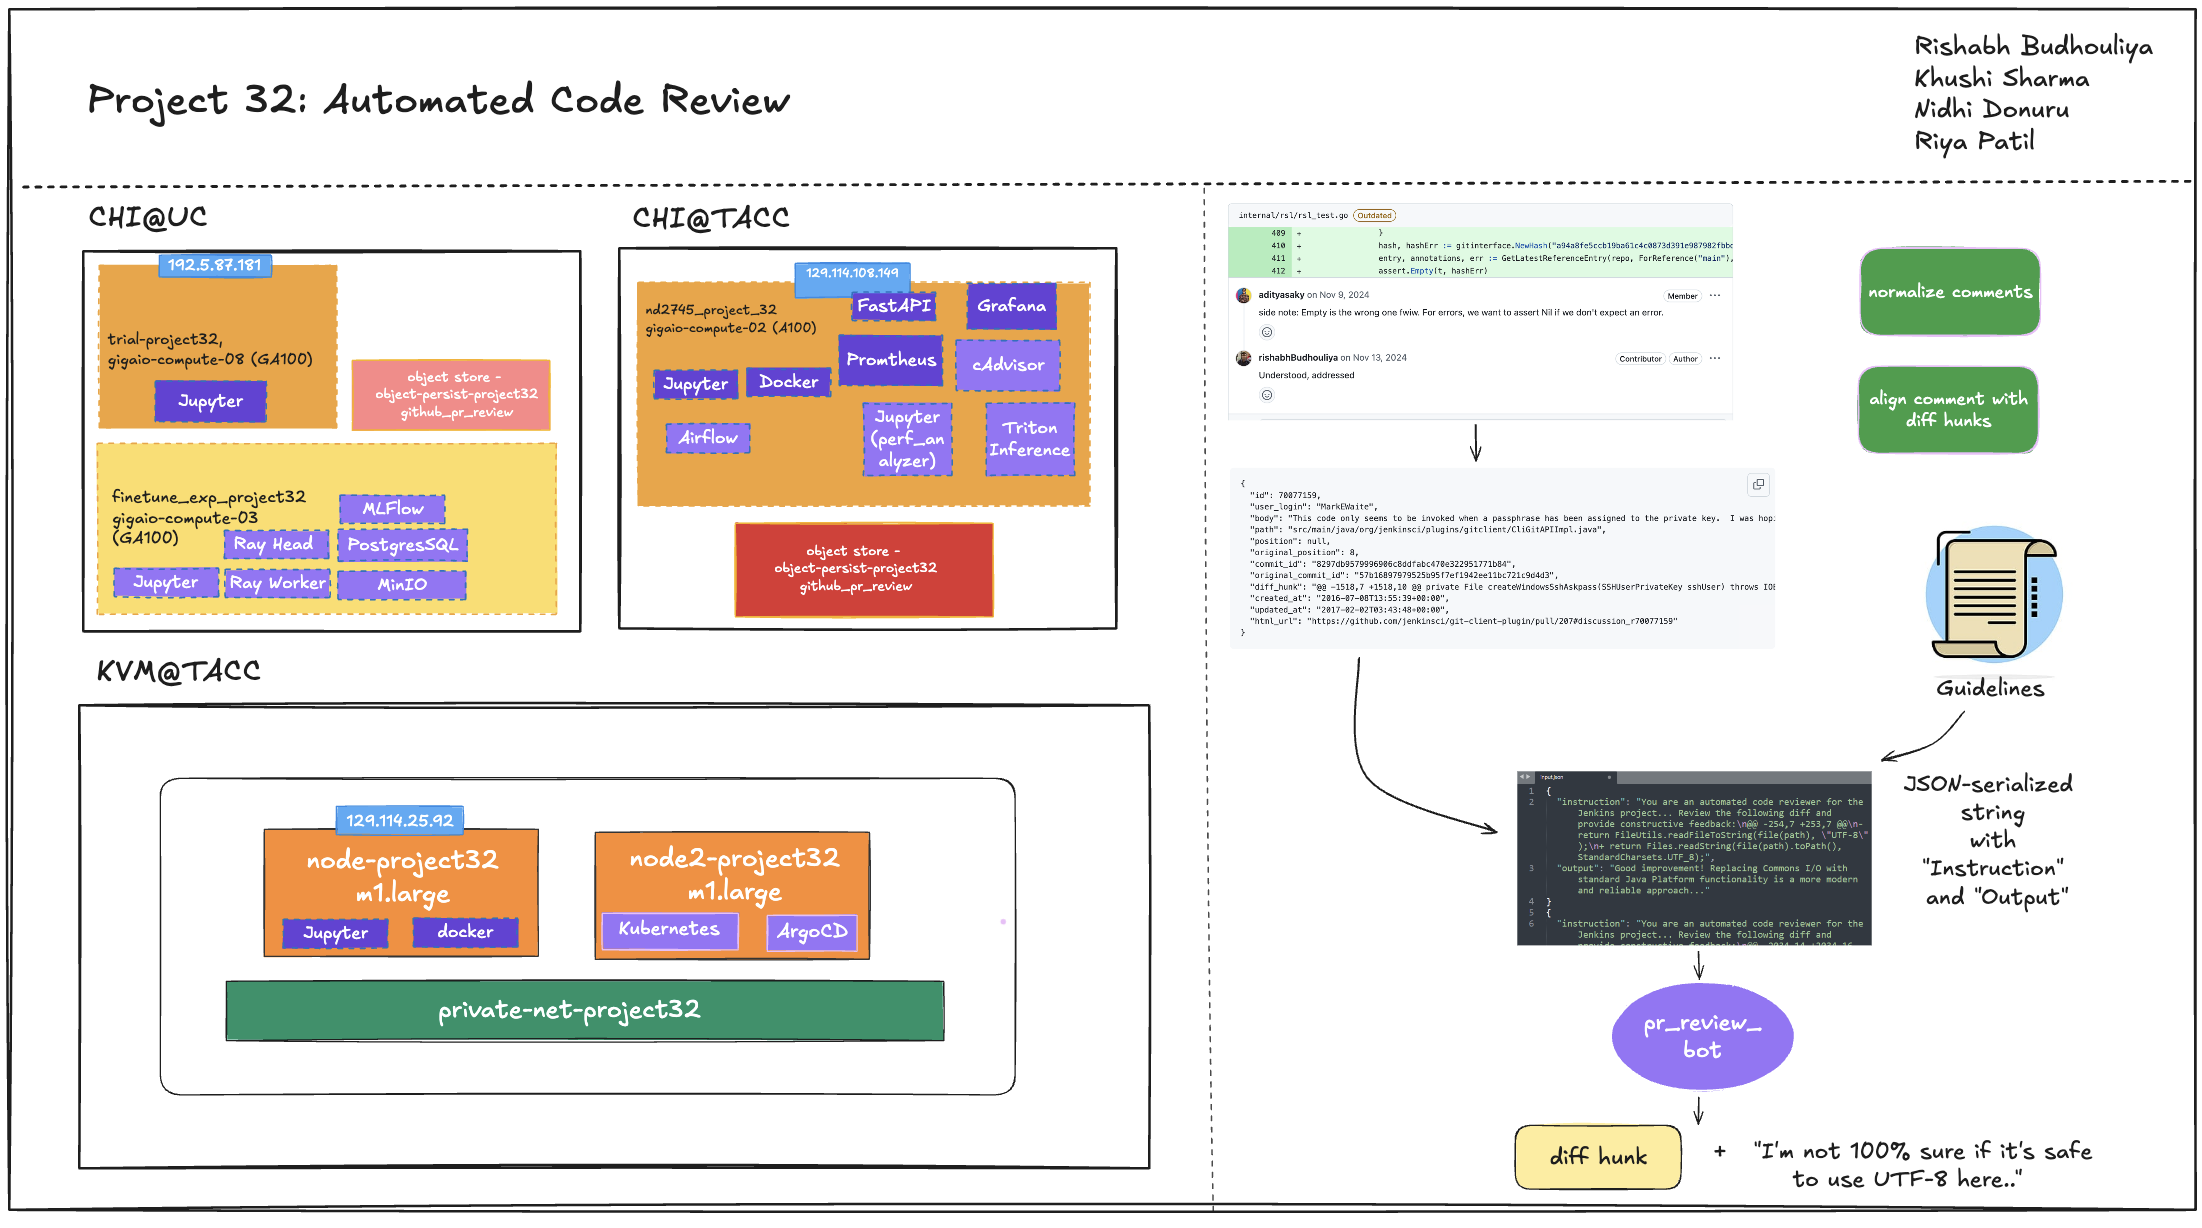 Project 32: Automated Code Review
Rishabh Budhouliya
Khushi Sharma
Nidhi Donuru
Riya Patil
CHI@UC
192.5.87.181
trial-project32,
gigaio-compute-08 (GA100)
Jupyter
object store -
object-persist-project32
github_pr_review
finetune_exp_project32
gigaio-compute-03
(GA100)
MLFlow
Ray Head
PostgresSQL
Jupyter
Ray Worker
MinIO
CHI@TACC
129.114.108.149
nd2745_project_32
gigaio-compute-02 (A100)
FastAPI
Grafana
Promtheus
cAdvisor
Jupyter
Docker
Airflow
Jupyter
(perf_an
alyzer)
Triton
Inference
object store -
object-persist-project32
github_pr_review
KVM@TACC
129.114.25.92
node-project32
m1.large
Jupyter
docker
node2-project32
m1.large
Kubernetes
ArgoCD
private-net-project32
internal/rsl/rsl_test.go Outdated
409 + }
410 + hash, hashErr := gitinterface.NewHash("a94a8fe5ccb19ba61c4c0873d391e987982fbbd
411 + entry, annotations, err := GetLatestReferenceEntry(repo, ForReference("main"),
412 + assert.Empty(t, hashErr)
adityasaky on Nov 9, 2024 Member ...
side note: Empty is the wrong one fwiw. For errors, we want to assert Nil if we don't expect an error.
rishabhBudhouliya on Nov 13, 2024 Contributor Author ...
Understood, addressed
{
"id": 70077159,
"user_login": "MarkEWaite",
"body": "This code only seems to be invoked when a passphrase has been assigned to the private key. I was hopi
"path": "src/main/java/org/jenkinsci/plugins/gitclient/CliGitAPIImpl.java",
"position": null,
"original_position": 8,
"commit_id": "8297db9579996906c8ddfabc470e322951771b84",
"original_commit_id": "57b16897979525b95f7ef1942ee11bc721c9d4d3",
"diff_hunk": "@@ -1518,7 +1518,10 @@ private File createWindowsSshAskpass(SSHUserPrivateKey sshUser) throws IOE
"created_at": "2016-07-08T13:55:39+00:00",
"updated_at": "2017-02-02T03:43:48+00:00",
"html_url": "https://github.com/jenkinsci/git-client-plugin/pull/207#discussion_r70077159"
}
normalize comments
align comment with
diff hunks
Guidelines
JSON-serialized
string
with
"Instruction"
and "Output"
input.json
1 {
2 "instruction": "You are an automated code reviewer for the
Jenkins project... Review the following diff and
provide constructive feedback:\n@@ -254,7 +253,7 @@\n-
return FileUtils.readFileToString(file(path), \"UTF-8\"
);\n+ return Files.readString(file(path).toPath(),
StandardCharsets.UTF_8);",
3 "output": "Good improvement! Replacing Commons I/O with
standard Java Platform functionality is a more modern
and reliable approach..."
4 }
5 {
6 "instruction": "You are an automated code reviewer for the
Jenkins project... Review the following diff and
pr_review_
bot
diff hunk
+
"I'm not 100% sure if it's safe
to use UTF-8 here.."